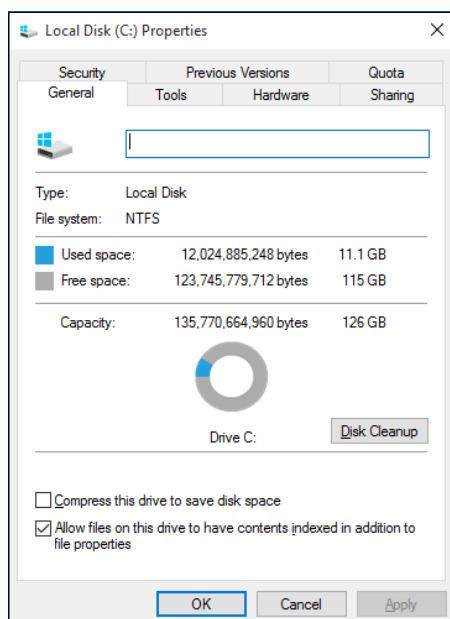 Local Disk (C:) Properties
Security Previous Versions Quota
General Tools Hardware Sharing
Type: Local Disk
File system: NTFS
Used space: 12,024,885,248 bytes 11.1 GB
Free space: 123,745,779,712 bytes 115 GB
Capacity: 135,770,664,960 bytes 126 GB
Drive C: Disk Cleanup
Compress this drive to save disk space
Allow files on this drive to have contents indexed in addition to
file properties
OK Cancel Apply